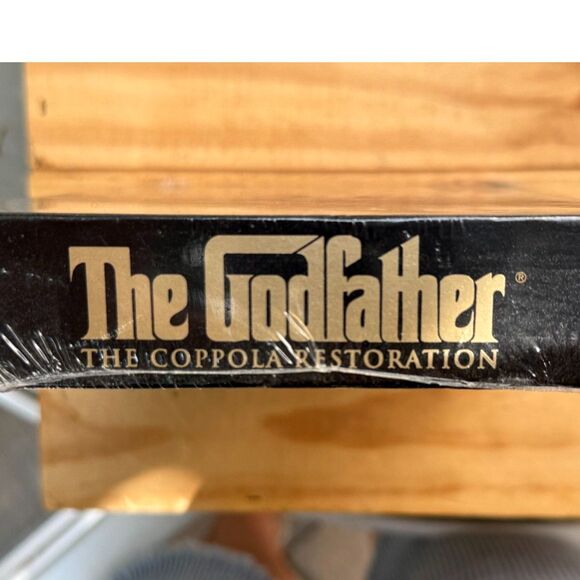 The Godfather®
THE COPPOLA RESTORATION